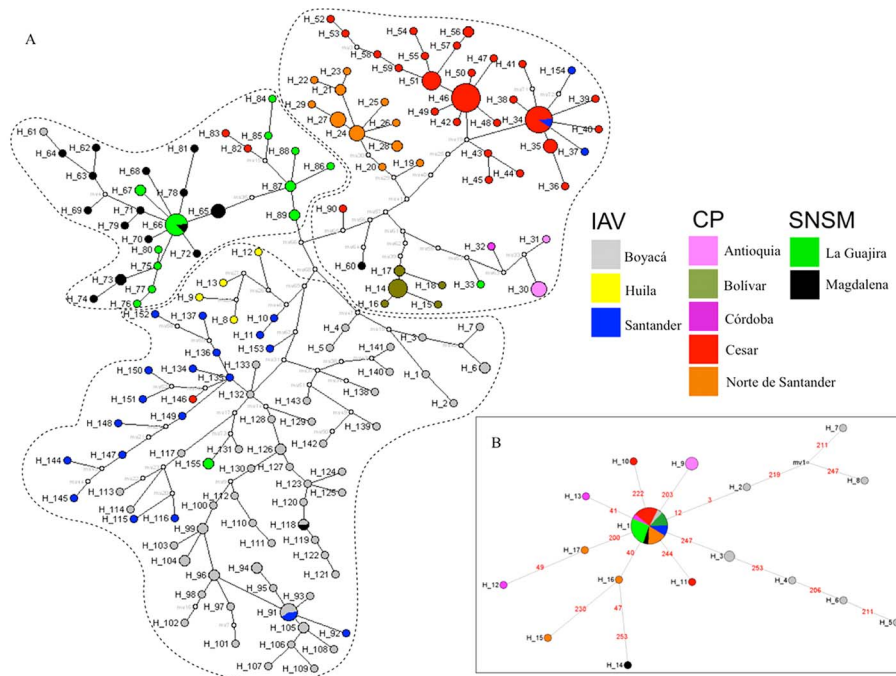 A
H_52
H_53
H_54
H_56
H_57
H_58
H_55
H_59
H_47
H_41
H_154
H_50
H_51
H_46
H_38
H_39
H_49
H_42
H_48
H_34
H_40
H_35
H_37
H_43
H_45
H_44
H_36
H_23
H_22
H_21
H_29
H_25
H_27
H_26
H_24
H_28
H_20
H_19
H_84
H_83
H_85
H_82
H_88
H_86
H_87
H_89
H_61
H_62
H_81
H_64
H_68
H_63
H_67
H_78
H_79
H_71
H_65
H_69
H_66
H_70
H_80
H_72
H_75
H_73
H_77
H_74
H_76
H_90
H_60
H_32
H_31
H_33
H_30
H_17
H_14
H_18
H_16
H_15
H_12
H_13
H_9
H_8
H_10
H_11
H_152
H_137
H_153
H_136
H_4
H_5
H_3
H_7
H_6
H_1
H_2
H_150
H_134
H_135
H_133
H_141
H_140
H_151
H_146
H_132
H_138
H_149
H_143
H_139
H_148
H_128
H_129
H_142
H_144
H_147
H_117
H_131
H_126
H_155
H_130
H_127
H_124
H_145
H_113
H_123
H_125
H_112
H_120
H_114
H_100
H_115
H_116
H_99
H_110
H_118
H_119
H_103
H_111
H_122
H_104
H_121
H_96
H_94
H_98
H_95
H_93
H_97
H_91
H_102
H_105
H_92
H_101
H_106
H_108
H_107
H_109
IAV
Boyacá
Huila
Santander
CP
Antioquia
Bolívar
Córdoba
Cesar
Norte de Santander
SNSM
La Guajira
Magdalena
B
H_7
211
mv1
H_10
H_9
219
247
H_8
H_2
222
203
3
H_13
41
12
H_1
200
247
H_3
H_17
40
244
253
49
H_16
H_11
H_4
H_12
206
230
47
H_6
211
H_5
H_15
253
H_14